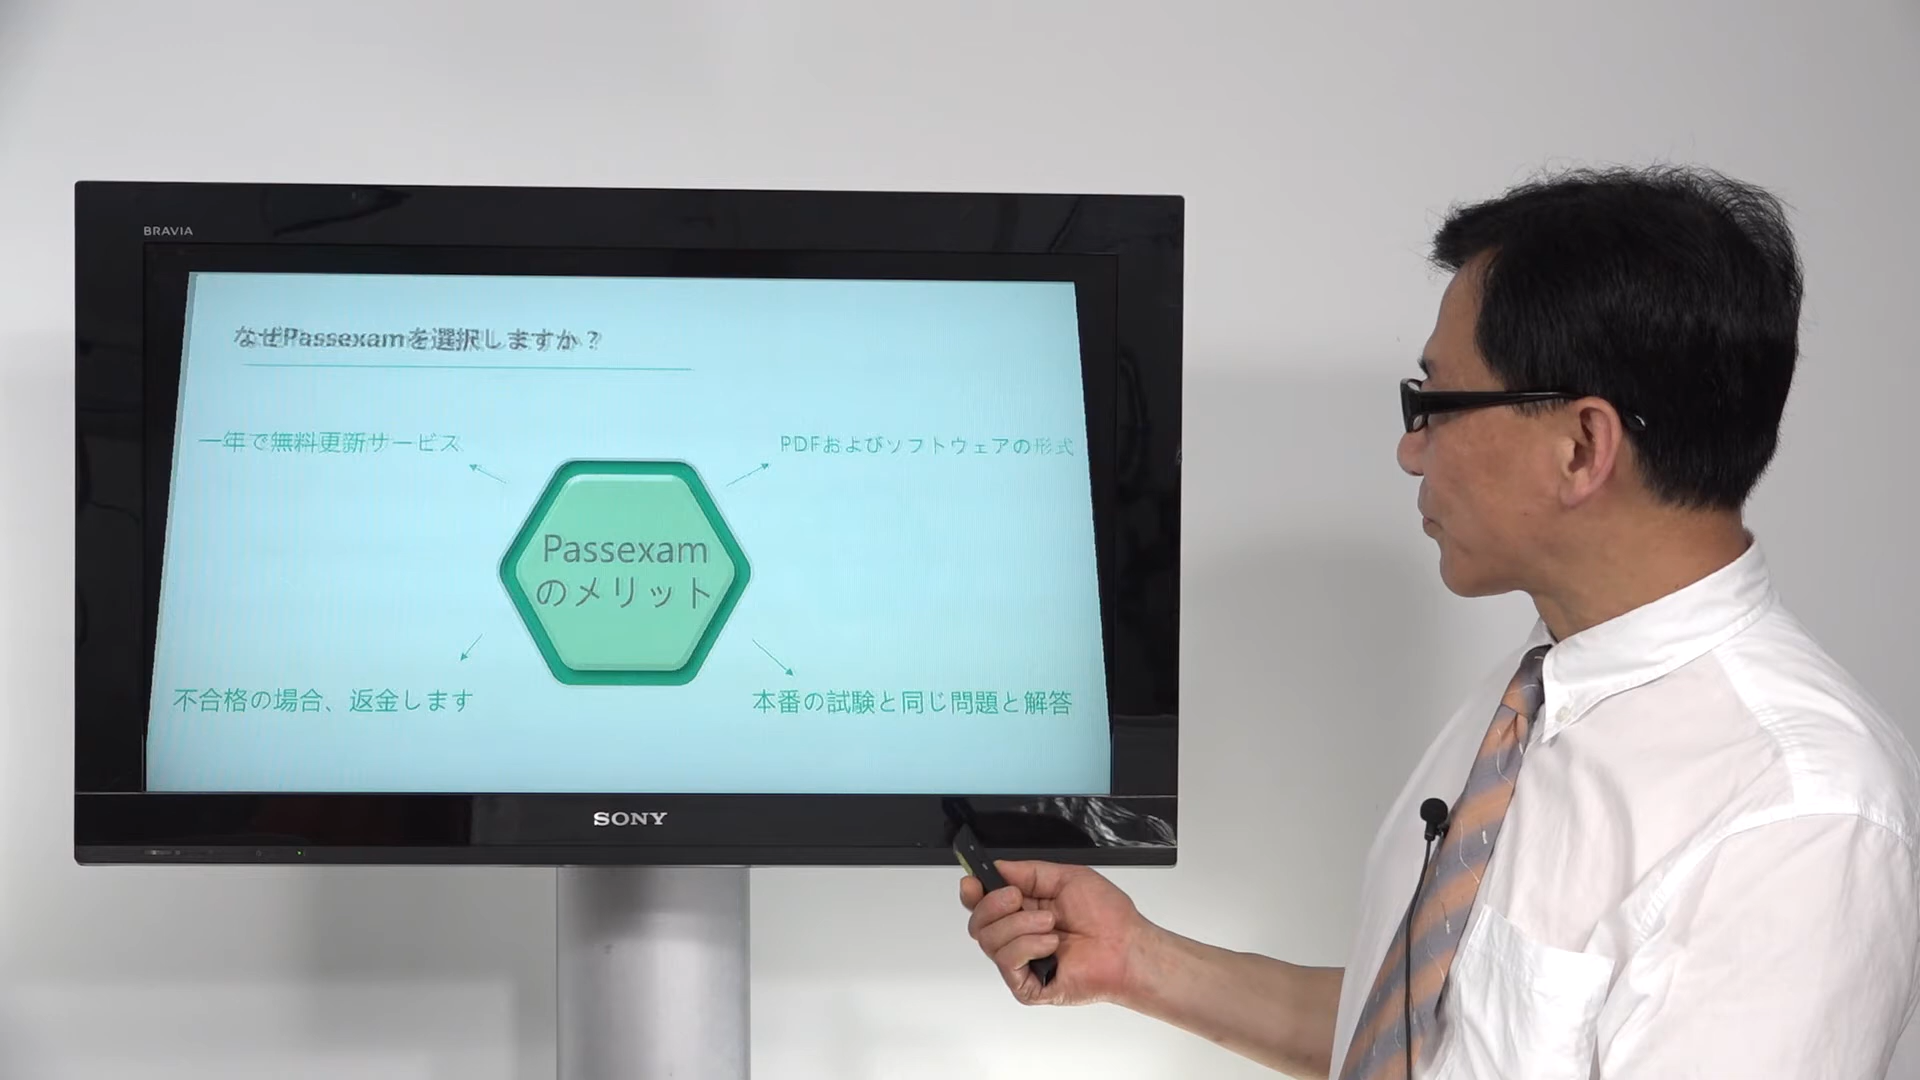 BRAVIA
なぜPassexamを選択しますか？
一年で無料更新サービス
PDFおよびソフトウェアの形式
Passexam
のメリット
不合格の場合、返金します
本番の試験と同じ問題と解答
SONY